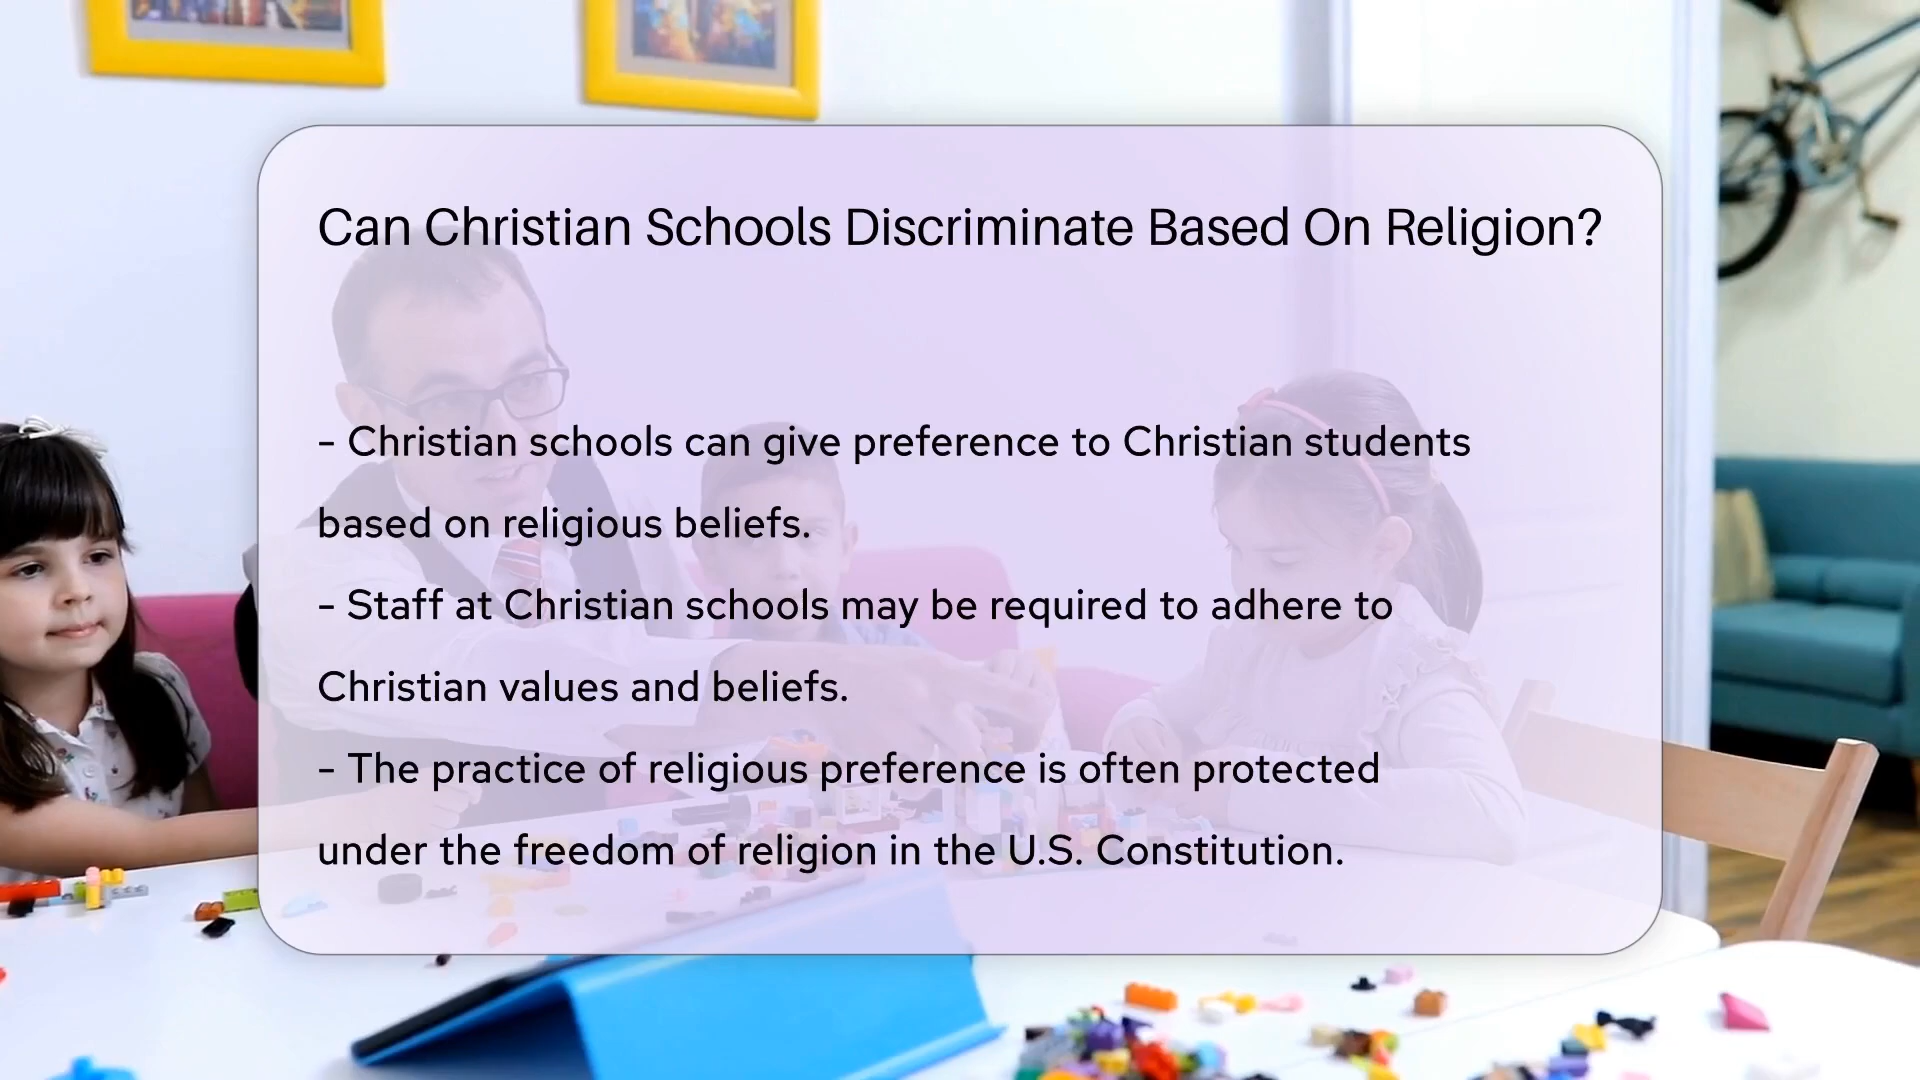 Can Christian Schools Discriminate Based On Religion?
- Christian schools can give preference to Christian students
based on religious beliefs.
- Staff at Christian schools may be required to adhere to
Christian values and beliefs.
- The practice of religious preference is often protected
under the freedom of religion in the U.S. Constitution.